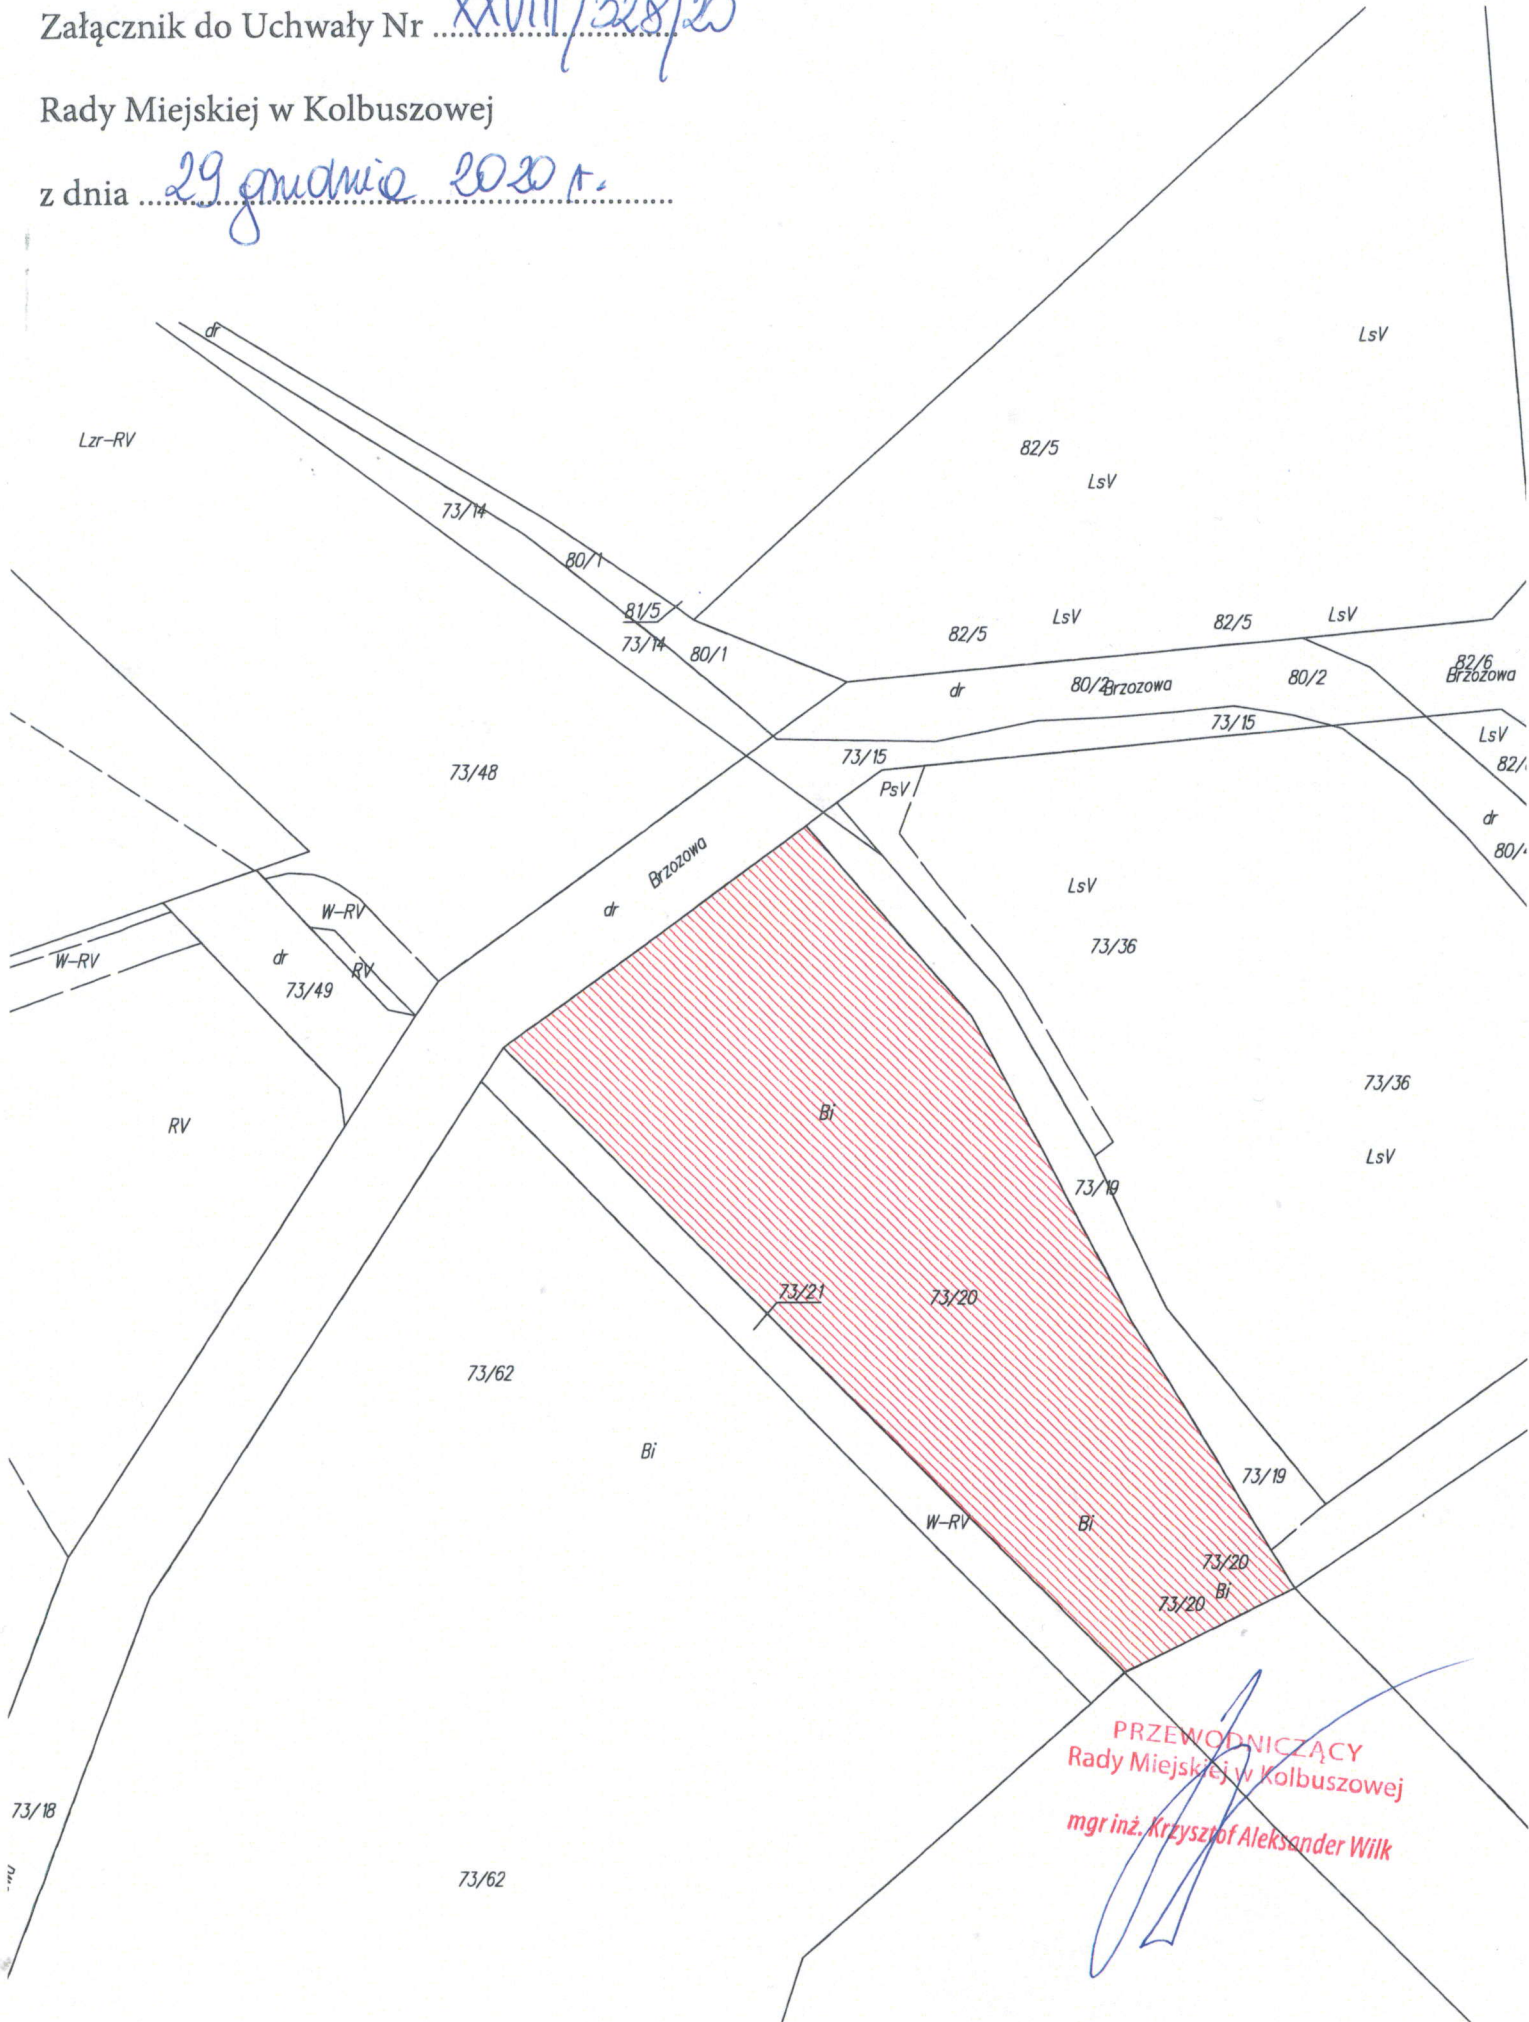 Załącznik do Uchwały Nr XXVIII/328/20
Rady Miejskiej w Kolbuszowej
z dnia 29 grudnia 2020 r.
dr
LsV
Lzr-RV
82/5
LsV
73/14
80/1
81/5
73/14
80/1
82/5
LsV
82/5
LsV
82/6
Brzozowa
dr
80/2
Brzozowa
80/2
73/15
73/15
LsV
82/
73/48
PsV
dr
80/
Brzozowa
dr
LsV
73/36
W-RV
W-RV
dr
RV
73/49
73/36
Bi
RV
LsV
73/19
73/21
73/20
73/62
Bi
73/19
W-RV
Bi
73/20
Bi
73/20
PRZEWODNICZĄCY
Rady Miejskiej w Kolbuszowej
mgr inż. Krzysztof Aleksander Wilk
73/18
73/62